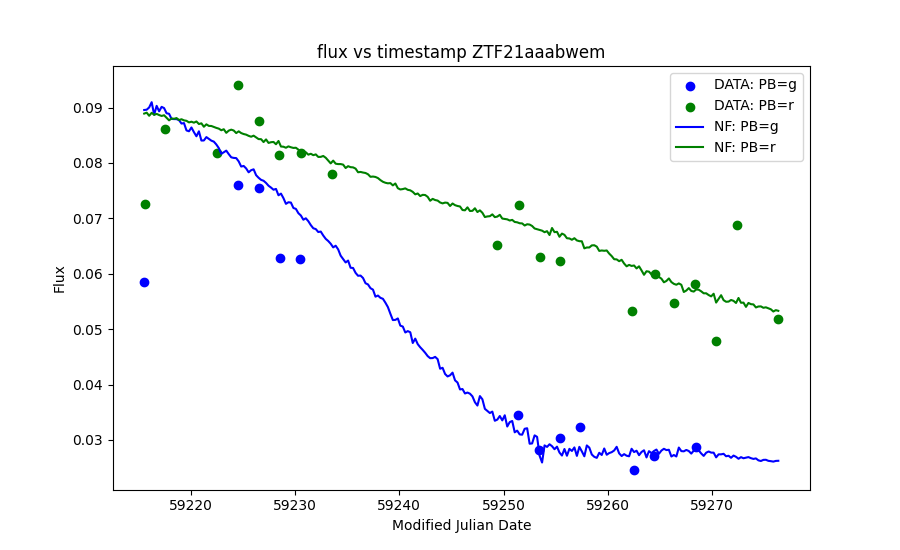 flux vs timestamp ZTF21aaabwem
DATA: PB=g
DATA: PB=r
NF: PB=g
NF: PB=r
0.09
0.08
0.07
0.06
0.05
0.04
0.03
Flux
59220 59230 59240 59250 59260 59270
Modified Julian Date